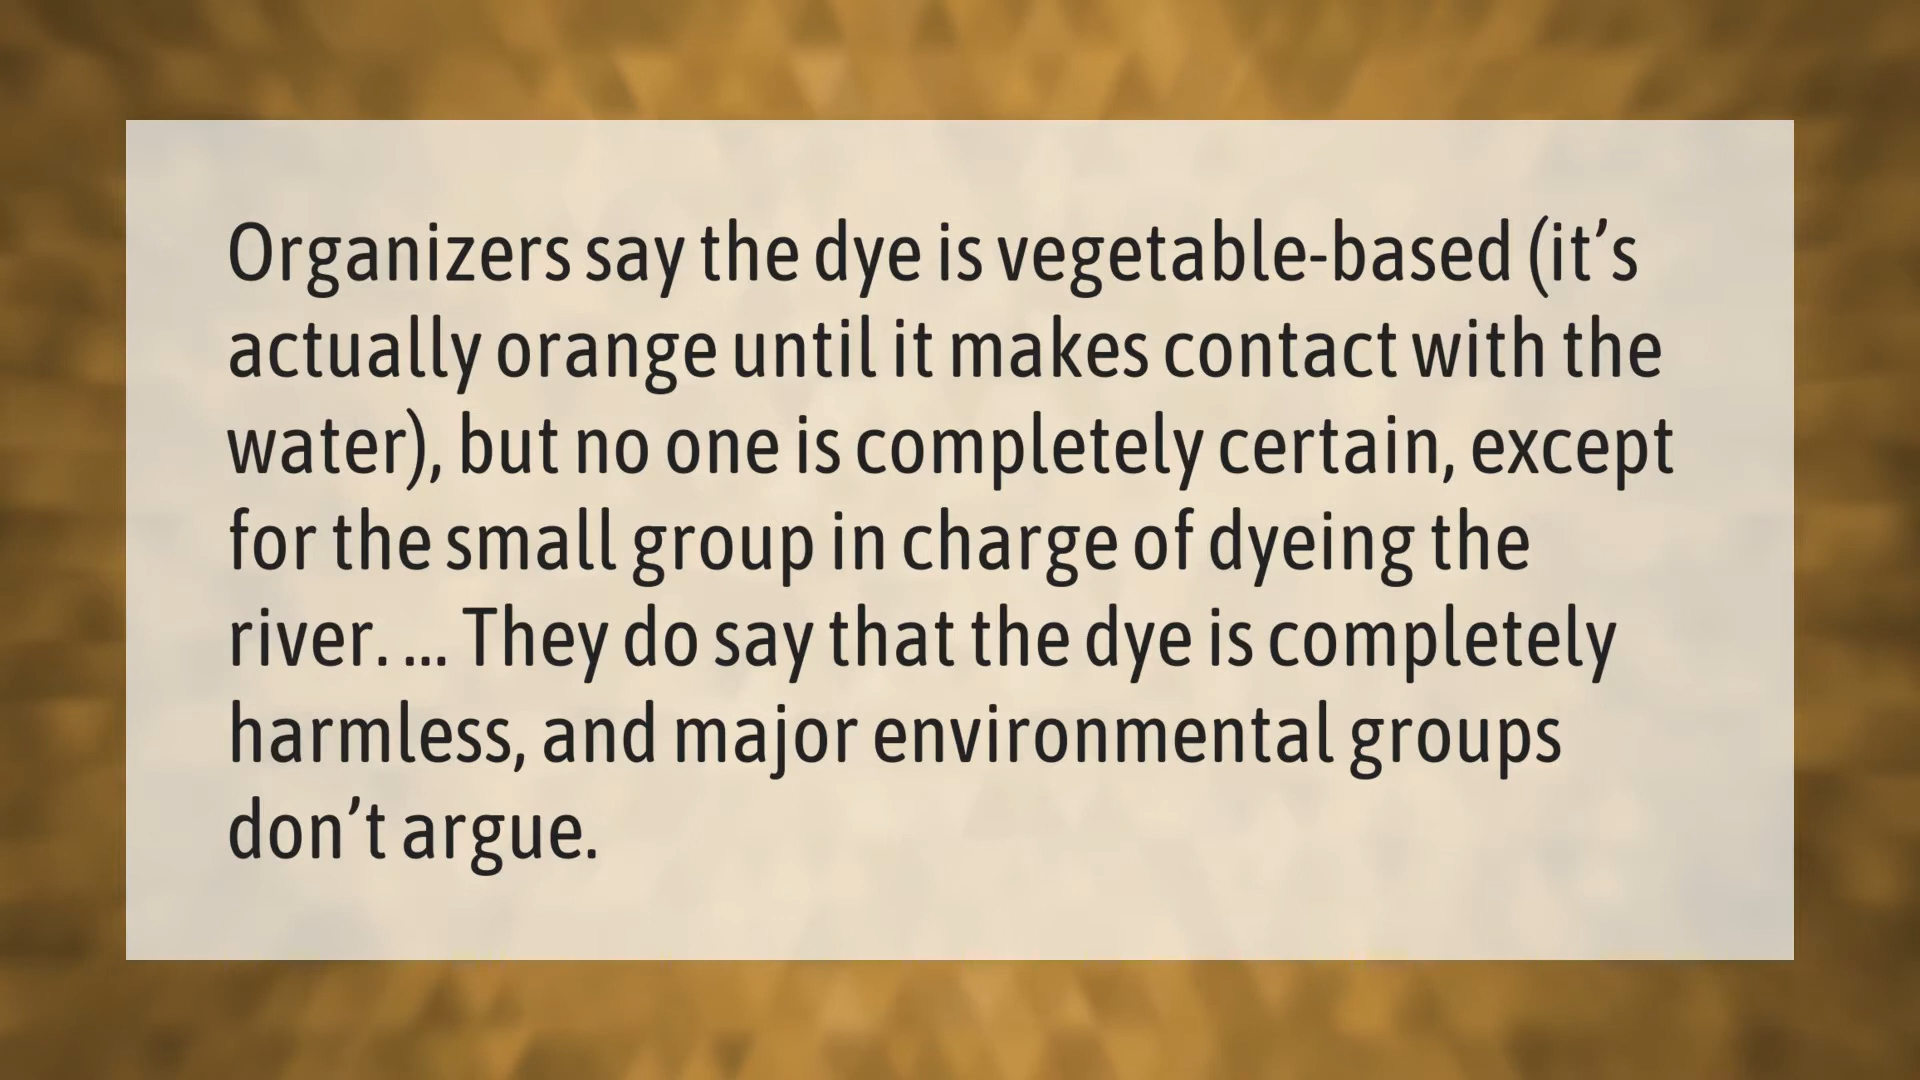 Organizers say the dye is vegetable-based (it’s
actually orange until it makes contact with the
water), but no one is completely certain, except
for the small group in charge of dyeing the
river. ... They do say that the dye is completely
harmless, and major environmental groups
don’t argue.